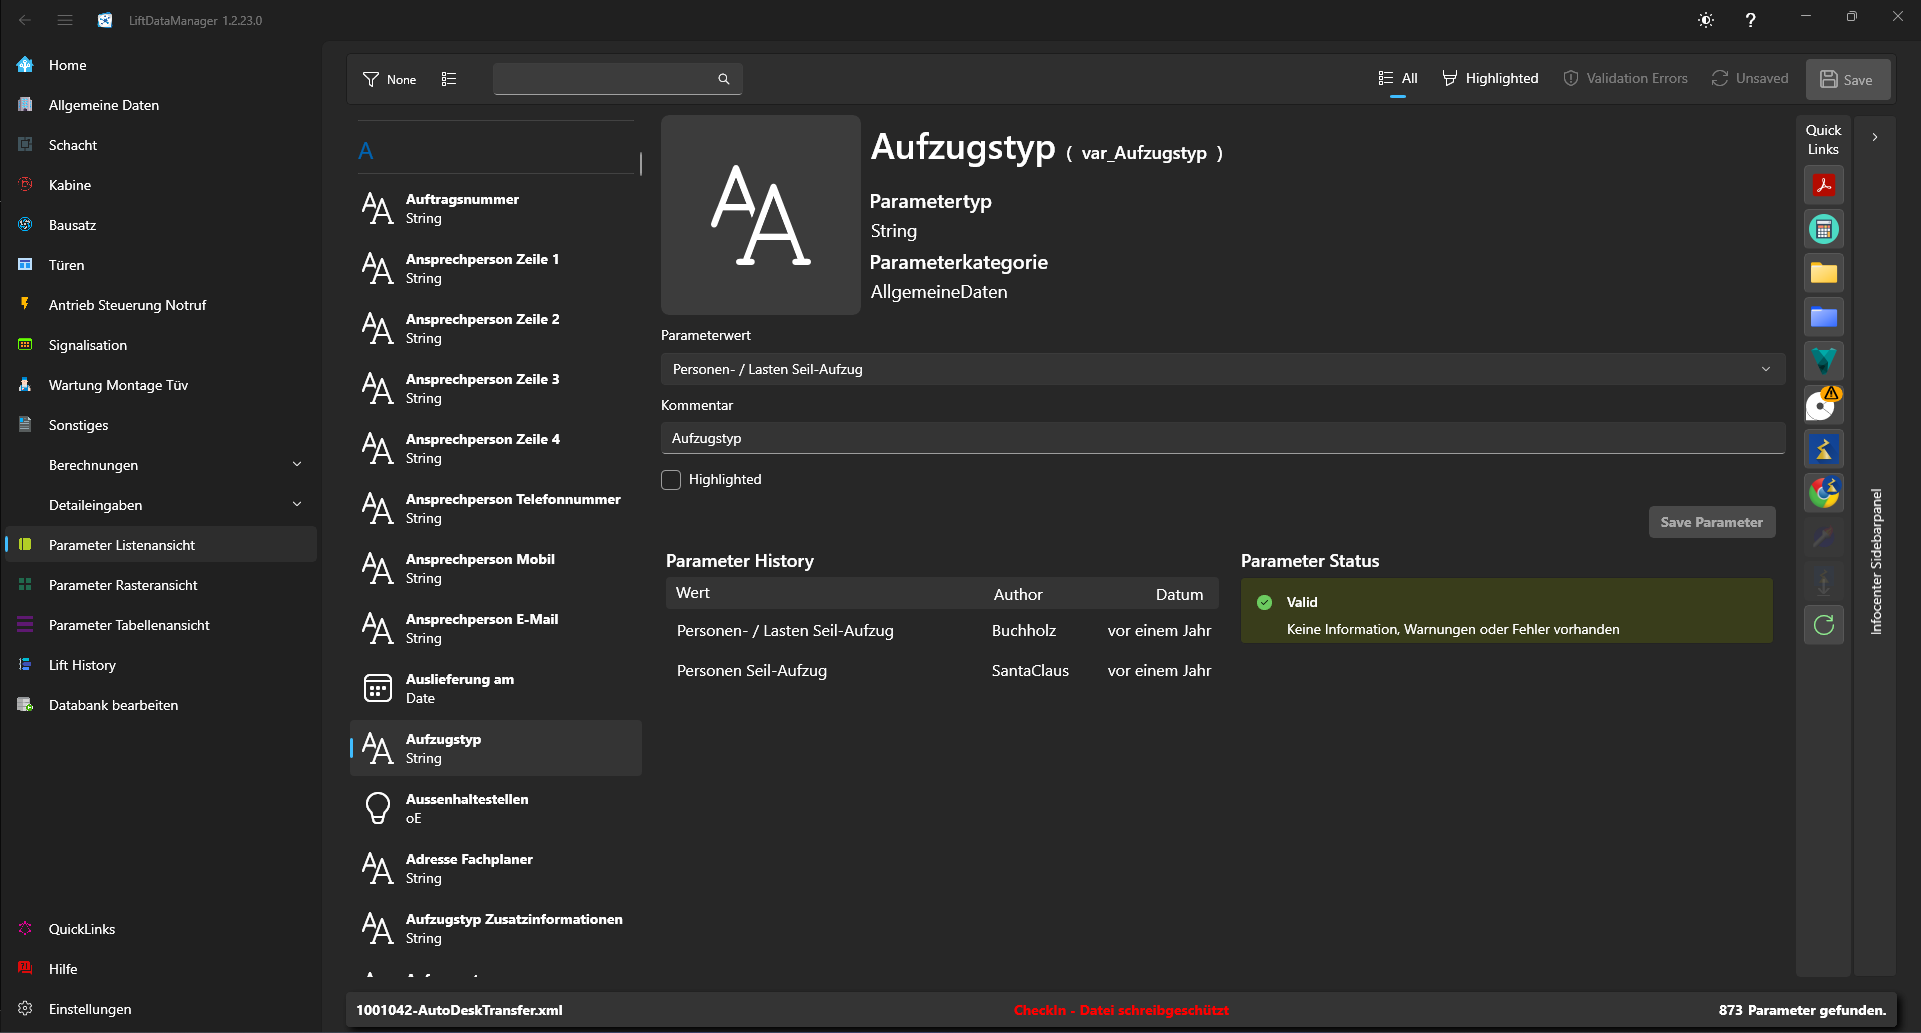 LiftDataManager 1.2.23.0
Home
Allgemeine Daten
Schacht
Kabine
Bausatz
Türen
Antrieb Steuerung Notruf
Signalisation
Wartung Montage Tüv
Sonstiges
Berechnungen
Detaileingaben
Parameter Listenansicht
Parameter Rasteransicht
Parameter Tabellenansicht
Lift History
Databank bearbeiten
QuickLinks
Hilfe
Einstellungen
None
All
Highlighted
Validation Errors
Unsaved
Save
A
Auftragsnummer
String
Ansprechperson Zeile 1
String
Ansprechperson Zeile 2
String
Ansprechperson Zeile 3
String
Ansprechperson Zeile 4
String
Ansprechperson Telefonnummer
String
Ansprechperson Mobil
String
Ansprechperson E-Mail
String
Auslieferung am
Date
Aufzugstyp
String
Aussenhaltestellen
oE
Adresse Fachplaner
String
Aufzugstyp Zusatzinformationen
String
Aufzugstyp ( var_Aufzugstyp )
Parametertyp
String
Parameterkategorie
AllgemeineDaten
Parameterwert
Personen- / Lasten Seil-Aufzug
Kommentar
Aufzugstyp
Highlighted
Save Parameter
Parameter History
Wert Author Datum
Personen- / Lasten Seil-Aufzug Buchholz vor einem Jahr
Personen Seil-Aufzug SantaClaus vor einem Jahr
Parameter Status
Valid
Keine Information, Warnungen oder Fehler vorhanden
Quick
Links
Infocenter Sidebarpanel
1001042-AutoDeskTransfer.xml
CheckIn - Datei schreibgeschützt
873 Parameter gefunden.